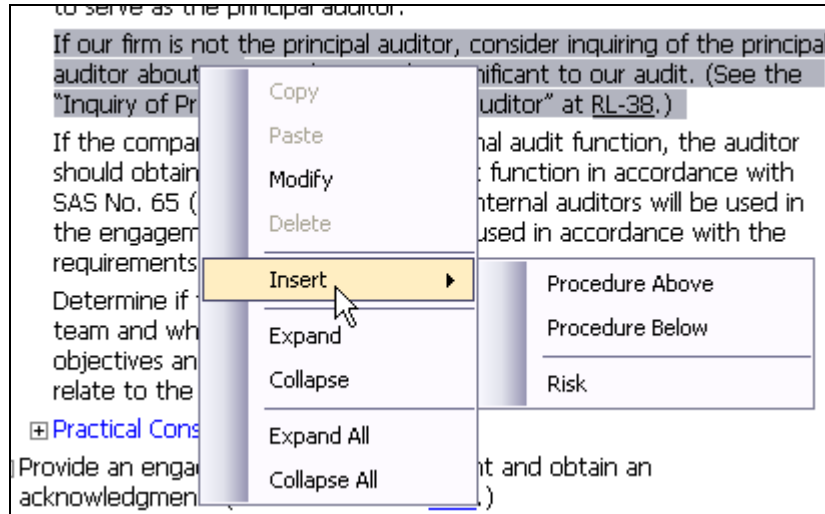 to serve as the principal auditor.
If our firm is not the principal auditor, consider inquiring of the principal
auditor about nificant to our audit. (See the
"Inquiry of Pr uditor" at RL-38.)
If the compa nal audit function, the auditor
should obtain function in accordance with
SAS No. 65 ( nternal auditors will be used in
the engagem used in accordance with the
requirements
Determine if
team and wh
objectives an
relate to the
Practical Cons
Provide an enga t and obtain an
acknowledgmen .)
Copy
Paste
Modify
Delete
Insert
Expand
Collapse
Expand All
Collapse All
Procedure Above
Procedure Below
Risk